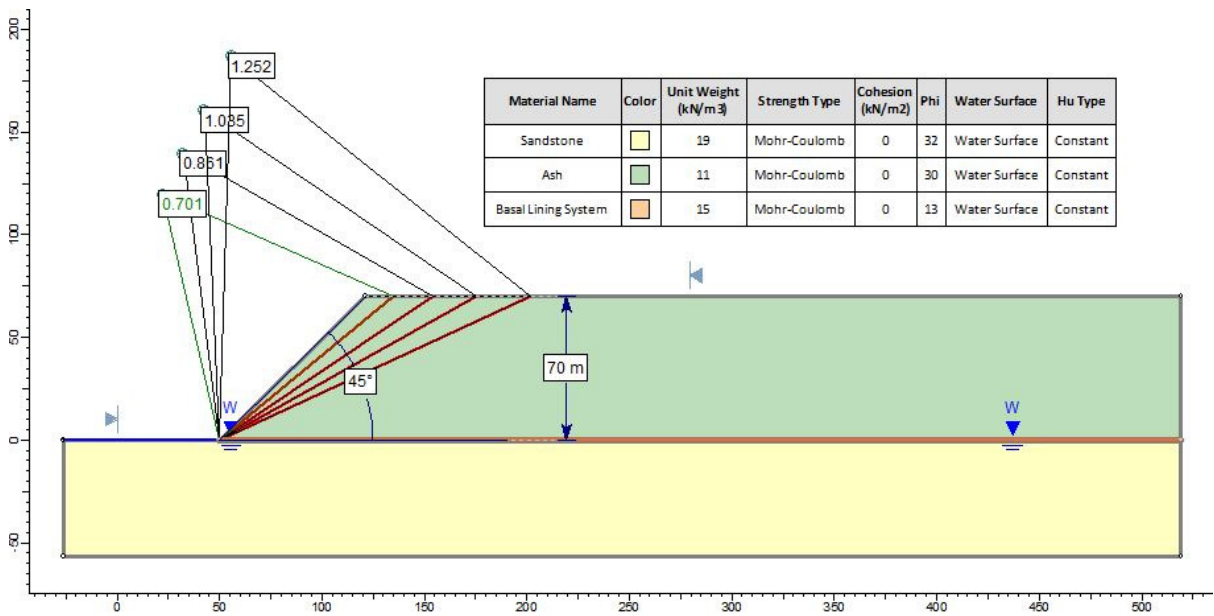 200
150
100
50
0
-50
1.252
1.035
0.861
0.701
Material Name Color Unit Weight (kN/m3) Strength Type Cohesion (kN/m2) Phi Water Surface Hu Type
Sandstone 19 Mohr-Coulomb 0 32 Water Surface Constant
Ash 11 Mohr-Coulomb 0 30 Water Surface Constant
Basal Lining System 15 Mohr-Coulomb 0 13 Water Surface Constant
70 m
45°
W
W
0 50 100 150 200 250 300 350 400 450 500